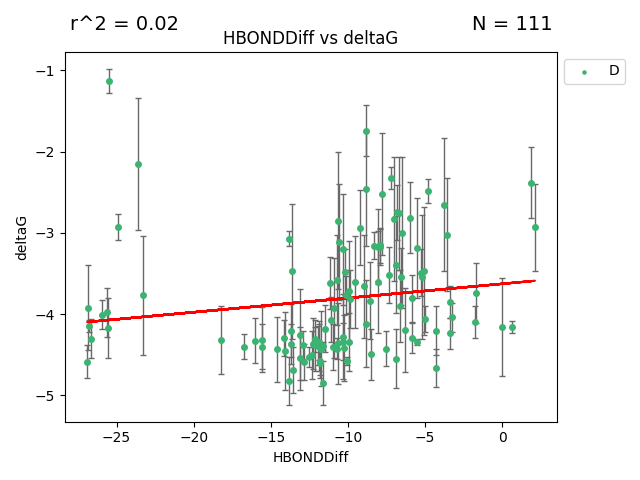 r^2 = 0.02
N = 111
HBONDDiff vs deltaG
D
deltaG
−1
−2
−3
−4
−5
−25
−20
−15
−10
−5
0
HBONDDiff